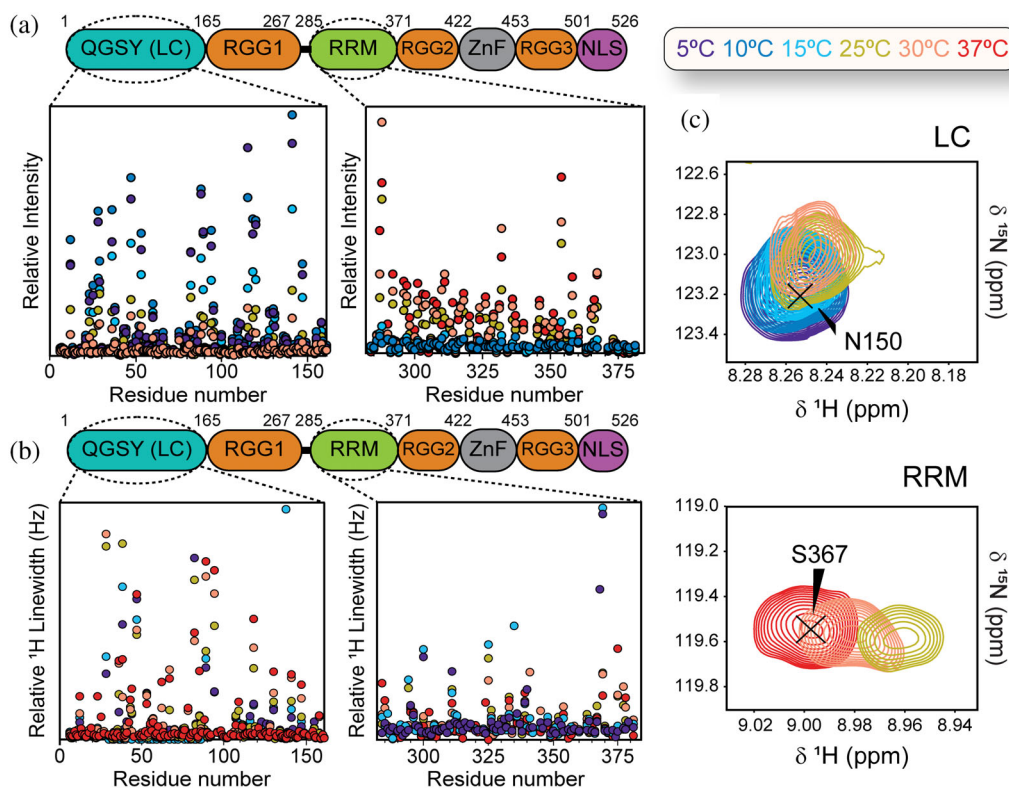 (a)
1 165 267 285 371 422 453 501 526
QGSY (LC) RGG1 RRM RGG2 ZnF RGG3 NLS
5ºC 10ºC 15ºC 25ºC 30ºC 37ºC
Relative Intensity
0 50 100 150
Residue number
Relative Intensity
300 325 350 375
Residue number
(b)
1 165 267 285 371 422 453 501 526
QGSY (LC) RGG1 RRM RGG2 ZnF RGG3 NLS
Relative ¹H Linewidth (Hz)
0 50 100 150
Residue number
Relative ¹H Linewidth (Hz)
300 325 350 375
Residue number
(c)
LC
122.6
122.8
123.0
123.2
123.4
N150
8.28 8.26 8.24 8.22 8.20 8.18
δ ¹H (ppm)
δ ¹⁵N (ppm)
RRM
119.0
119.2
119.4
119.6
119.8
S367
9.02 9.00 8.98 8.96 8.94
δ ¹H (ppm)
δ ¹⁵N (ppm)